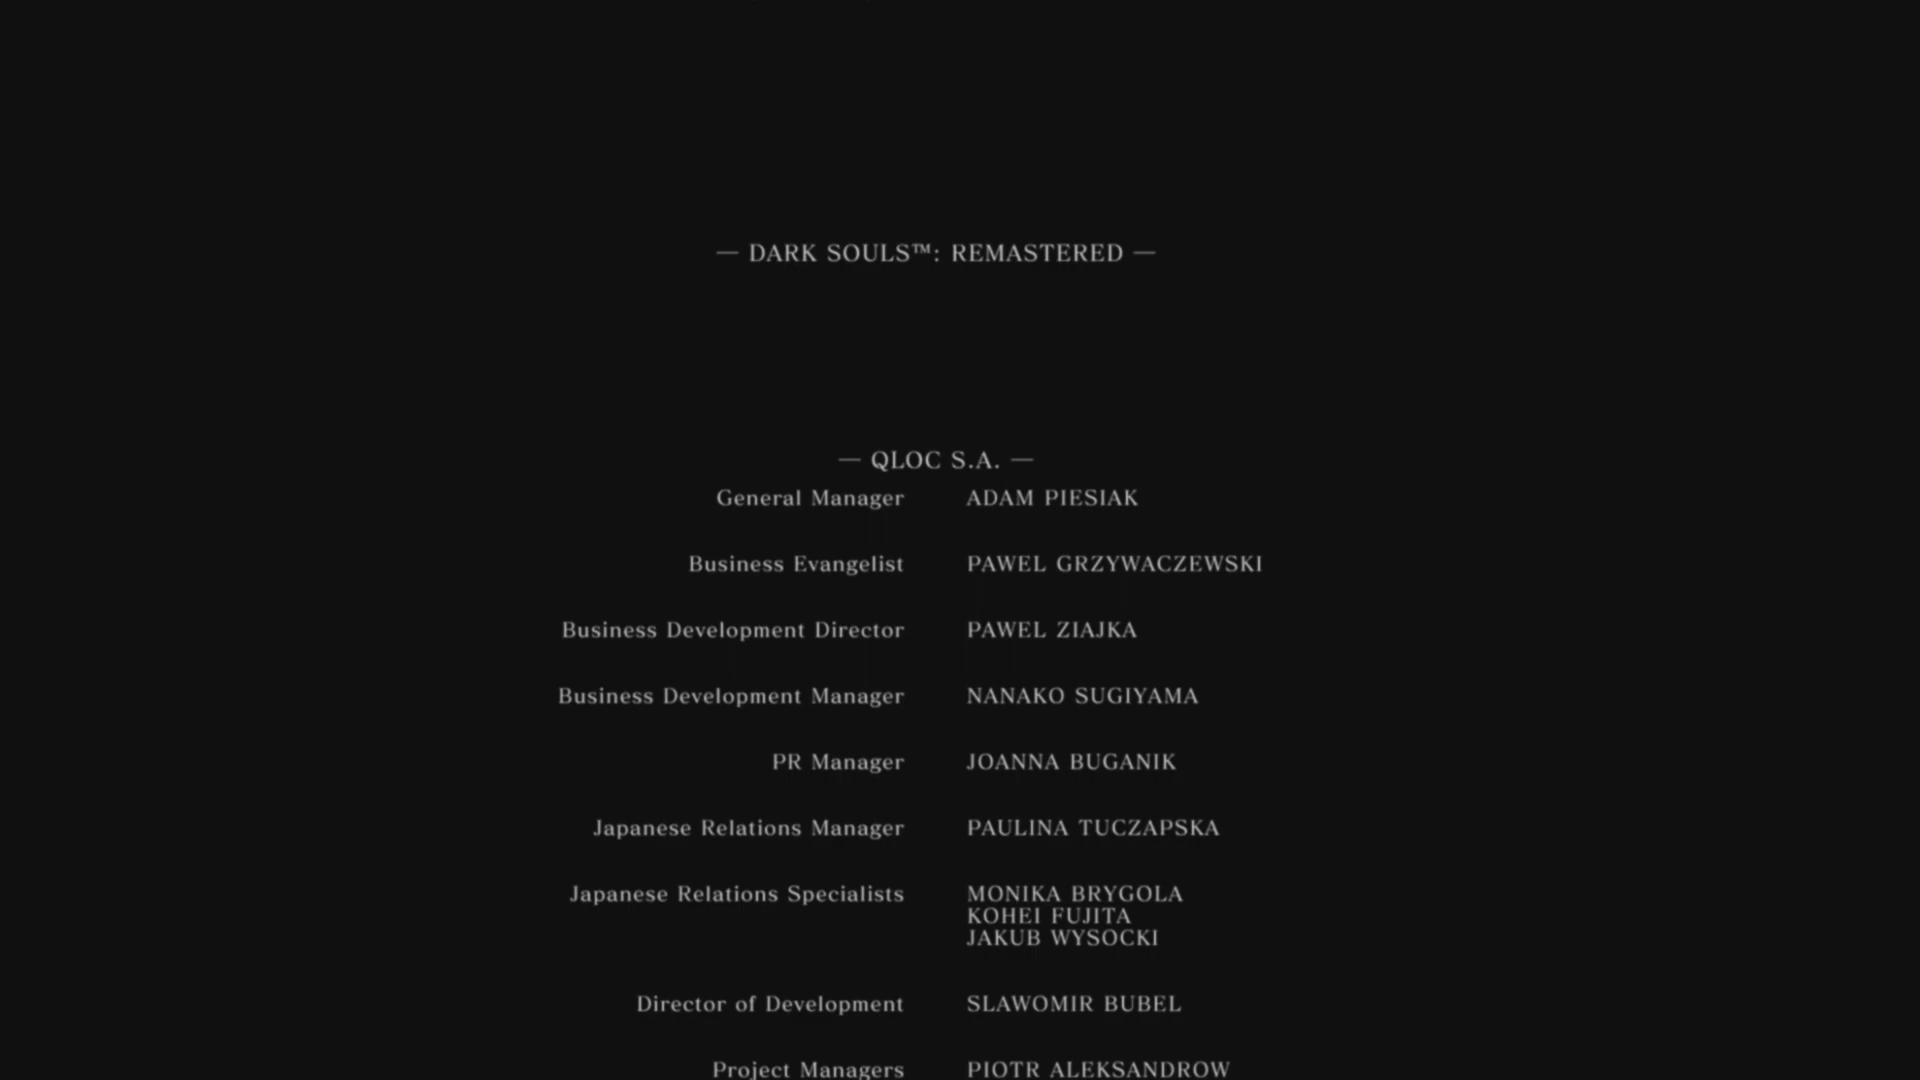 — DARK SOULS™: REMASTERED —
— QLOC S.A. —
General Manager ADAM PIESIAK
Business Evangelist PAWEL GRZYWACZEWSKI
Business Development Director PAWEL ZIAJKA
Business Development Manager NANAKO SUGIYAMA
PR Manager JOANNA BUGANIK
Japanese Relations Manager PAULINA TUCZAPSKA
Japanese Relations Specialists MONIKA BRYGOLA
KOHEI FUJITA
JAKUB WYSOCKI
Director of Development SLAWOMIR BUBEL
Project Managers PIOTR ALEKSANDROW